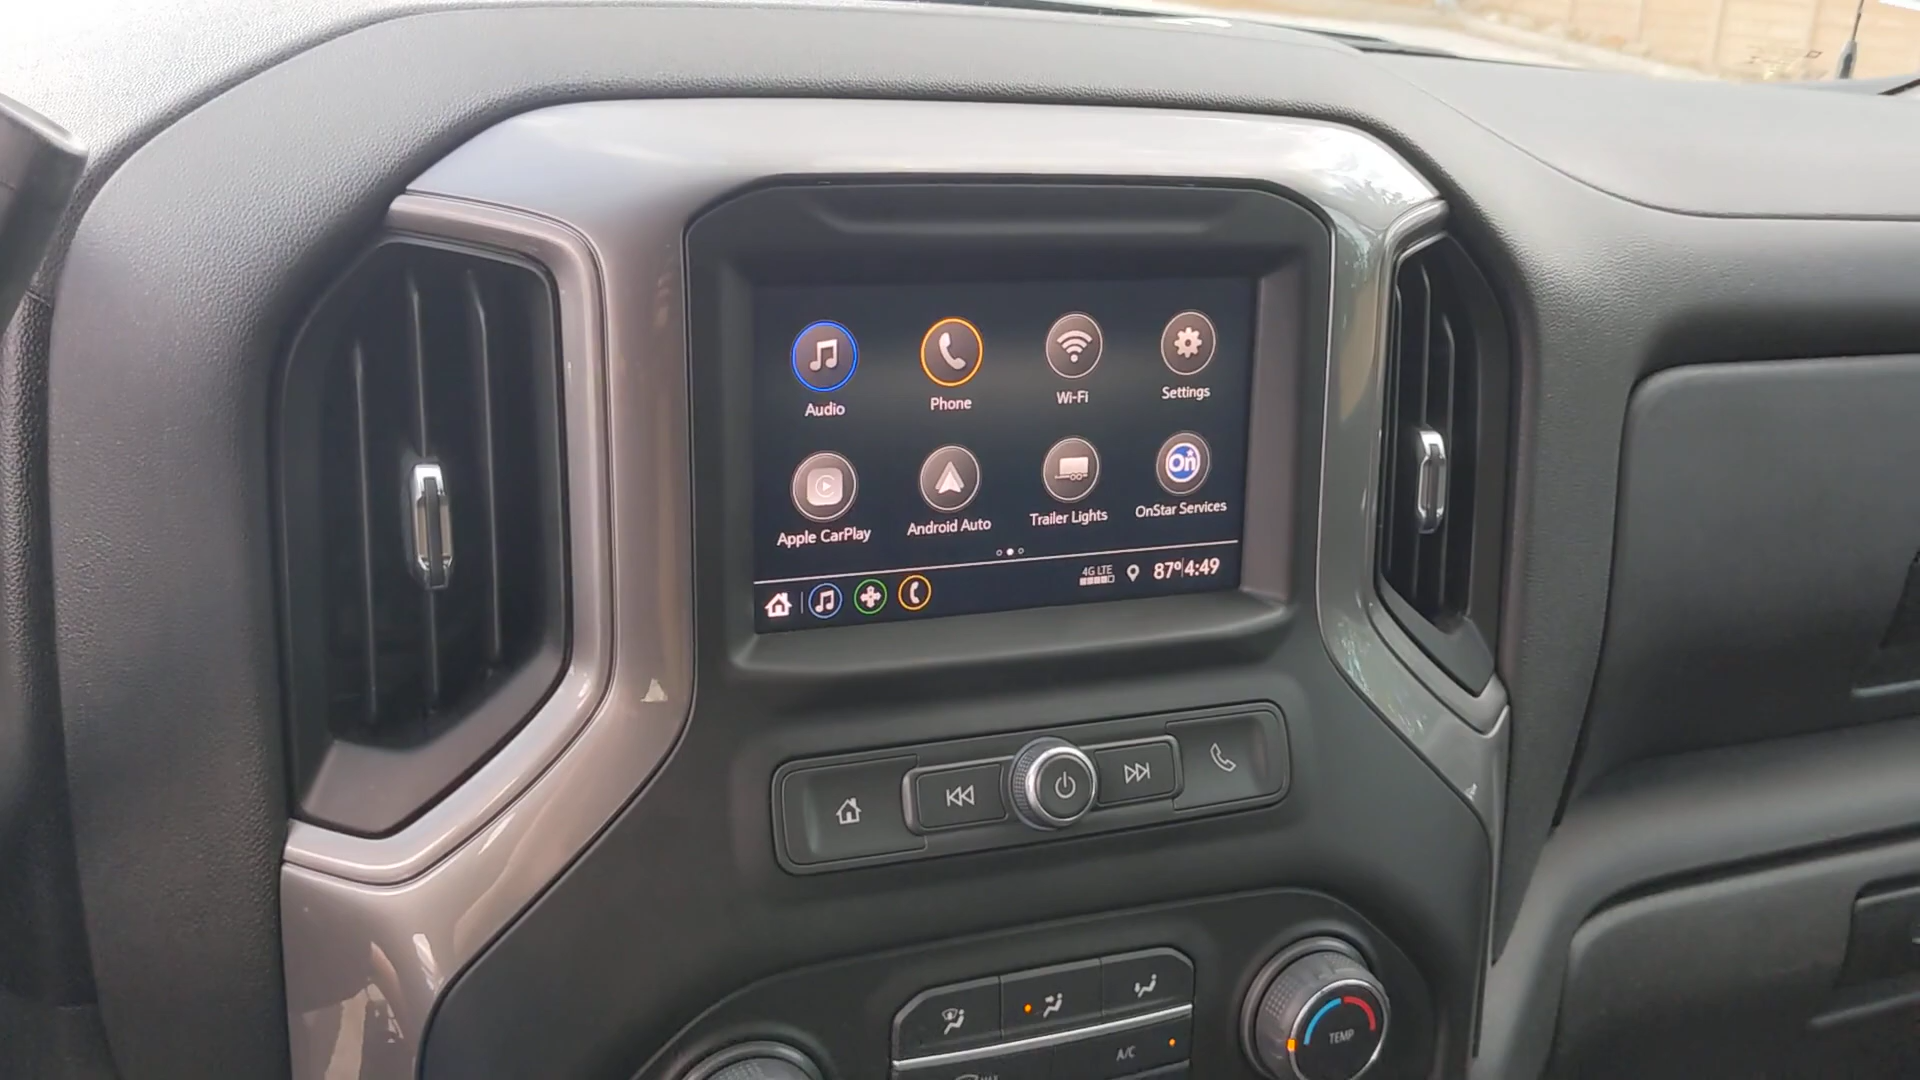 Audio Phone Wi-Fi Settings
On
Apple CarPlay Android Auto Trailer Lights OnStar Services
4G LTE 87° 4:49
A/C
TEMP